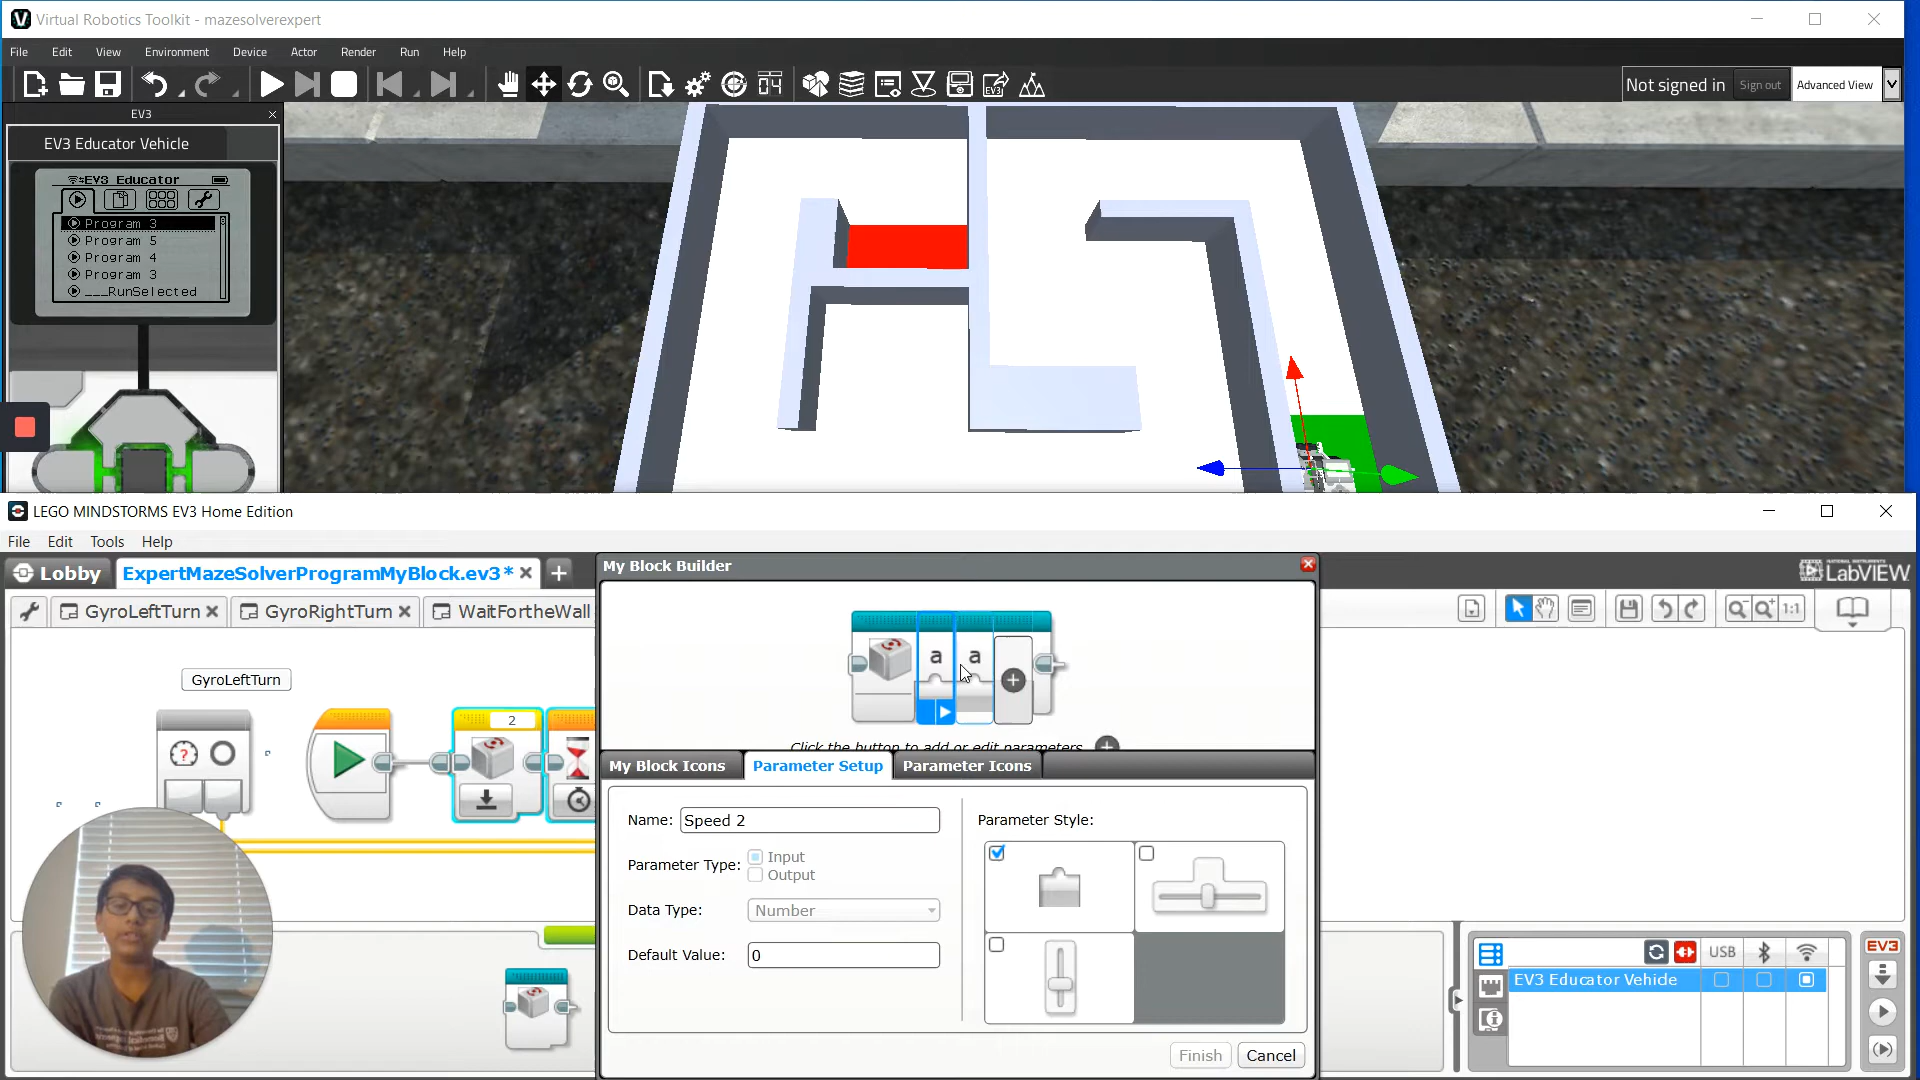 Virtual Robotics Toolkit - mazesolverexpert
File Edit View Environment Device Actor Render Run Help
Not signed in Sign out Advanced View
EV3
EV3 Educator Vehicle
EV3 Educator
Program 3
Program 5
Program 4
Program 3
___RunSelected
LEGO MINDSTORMS EV3 Home Edition
File Edit Tools Help
Lobby ExpertMazeSolverProgramMyBlock.ev3*
LabVIEW
GyroLeftTurn GyroRightTurn WaitFortheWall
1:1
GyroLeftTurn
2
My Block Builder
a a
Click the button to add or edit parameters
My Block Icons Parameter Setup Parameter Icons
Name: Speed 2
Parameter Type: Input
Output
Data Type: Number
Default Value: 0
Parameter Style:
Finish Cancel
USB
EV3
EV3 Educator Vehicle